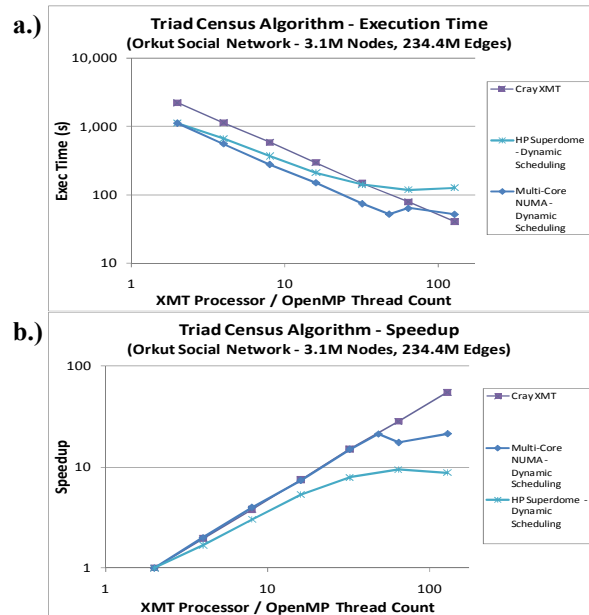 a.)
Triad Census Algorithm - Execution Time
(Orkut Social Network - 3.1M Nodes, 234.4M Edges)
10,000
1,000
100
10
Exec Time (s)
1
10
100
XMT Processor / OpenMP Thread Count
Cray XMT
HP Superdome -
Dynamic
Scheduling
Multi-Core
NUMA -
Dynamic
Scheduling
b.)
Triad Census Algorithm - Speedup
(Orkut Social Network - 3.1M Nodes, 234.4M Edges)
100
10
1
Speedup
1
10
100
XMT Processor / OpenMP Thread Count
Cray XMT
Multi-Core
NUMA -
Dynamic
Scheduling
HP Superdome -
Dynamic
Scheduling